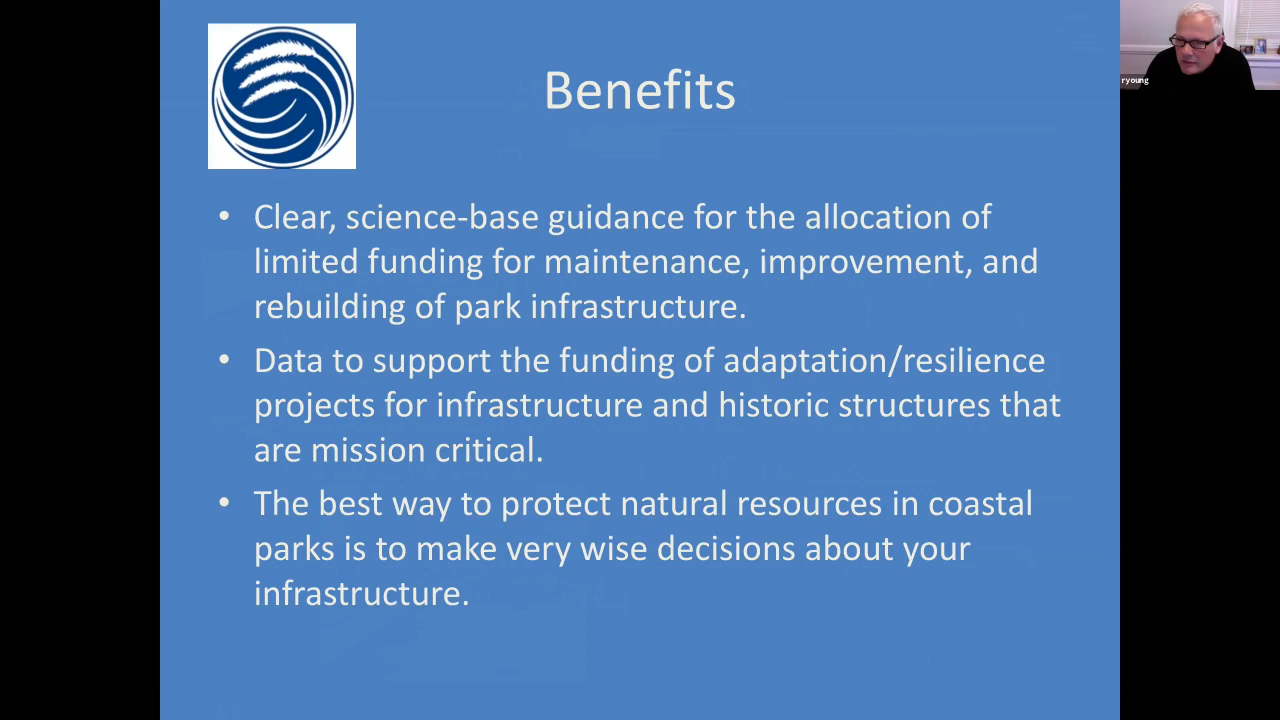 Benefits
ryoung
• Clear, science-base guidance for the allocation of
limited funding for maintenance, improvement, and
rebuilding of park infrastructure.
• Data to support the funding of adaptation/resilience
projects for infrastructure and historic structures that
are mission critical.
• The best way to protect natural resources in coastal
parks is to make very wise decisions about your
infrastructure.